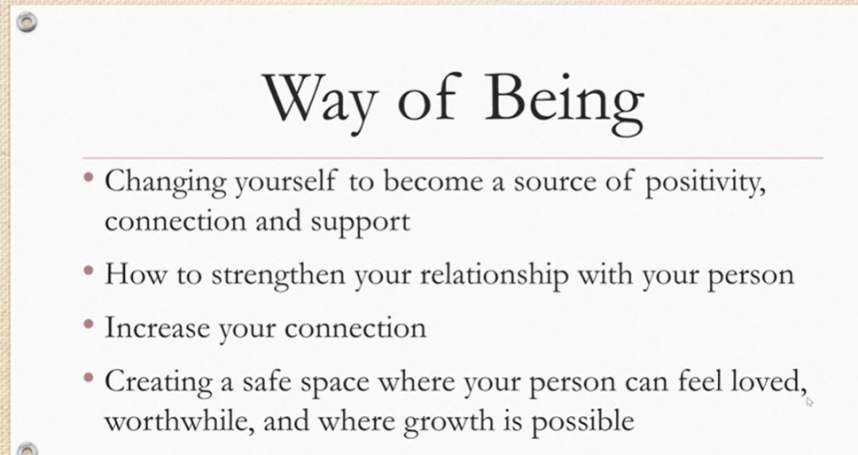 Way of Being
• Changing yourself to become a source of positivity,
connection and support
• How to strengthen your relationship with your person
• Increase your connection
• Creating a safe space where your person can feel loved,
worthwhile, and where growth is possible